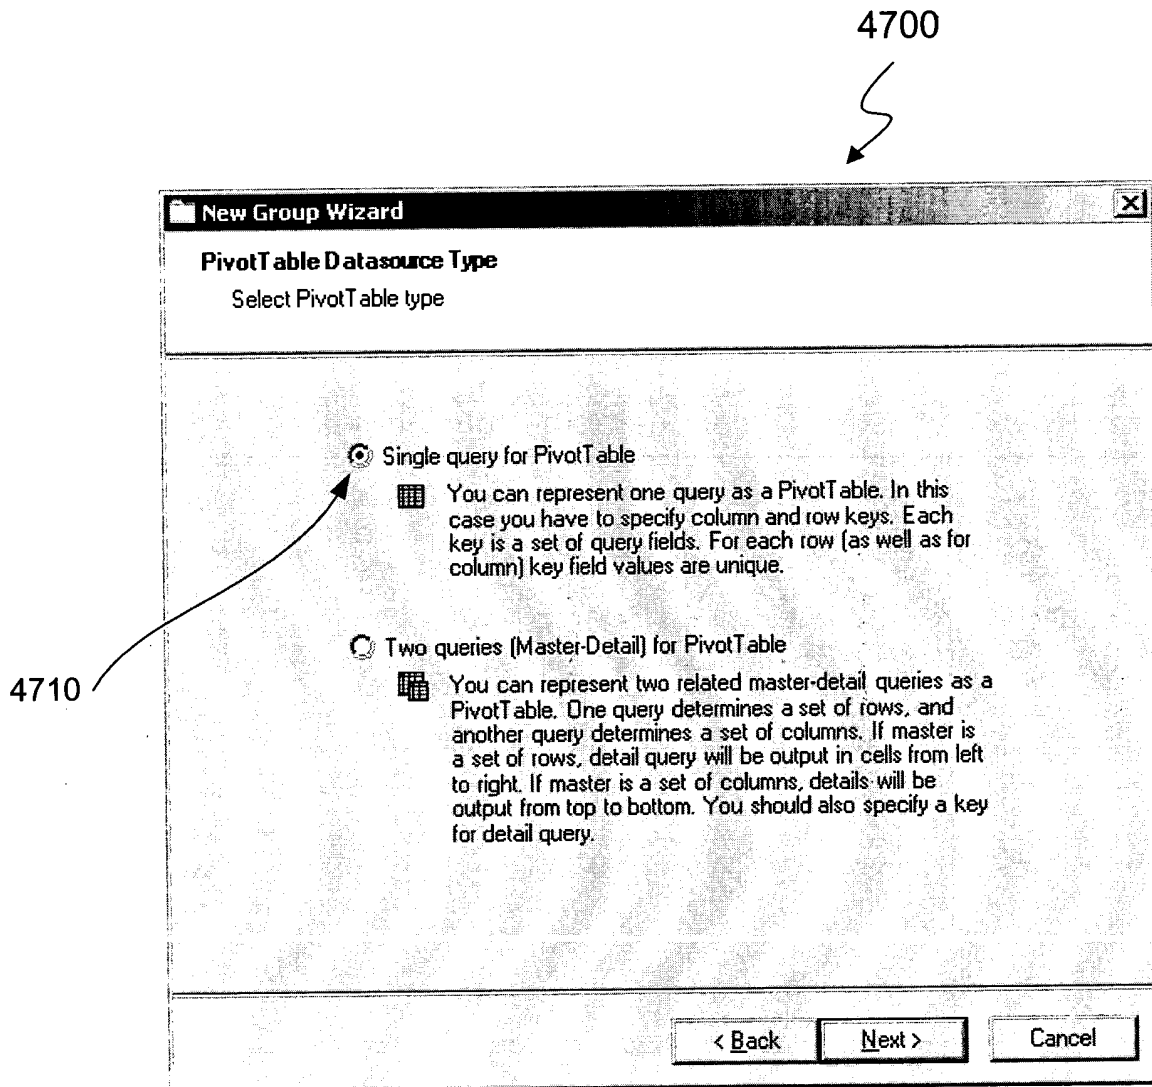 4700
New Group Wizard
PivotTable Datasource Type
Select PivotTable type
Single query for PivotTable
You can represent one query as a PivotTable. In this
case you have to specify column and row keys. Each
key is a set of query fields. For each row (as well as for
column) key field values are unique.
4710
Two queries (Master-Detail) for PivotTable
You can represent two related master-detail queries as a
PivotTable. One query determines a set of rows, and
another query determines a set of columns. If master is
a set of rows, detail query will be output in cells from left
to right. If master is a set of columns, details will be
output from top to bottom. You should also specify a key
for detail query.
< Back Next > Cancel